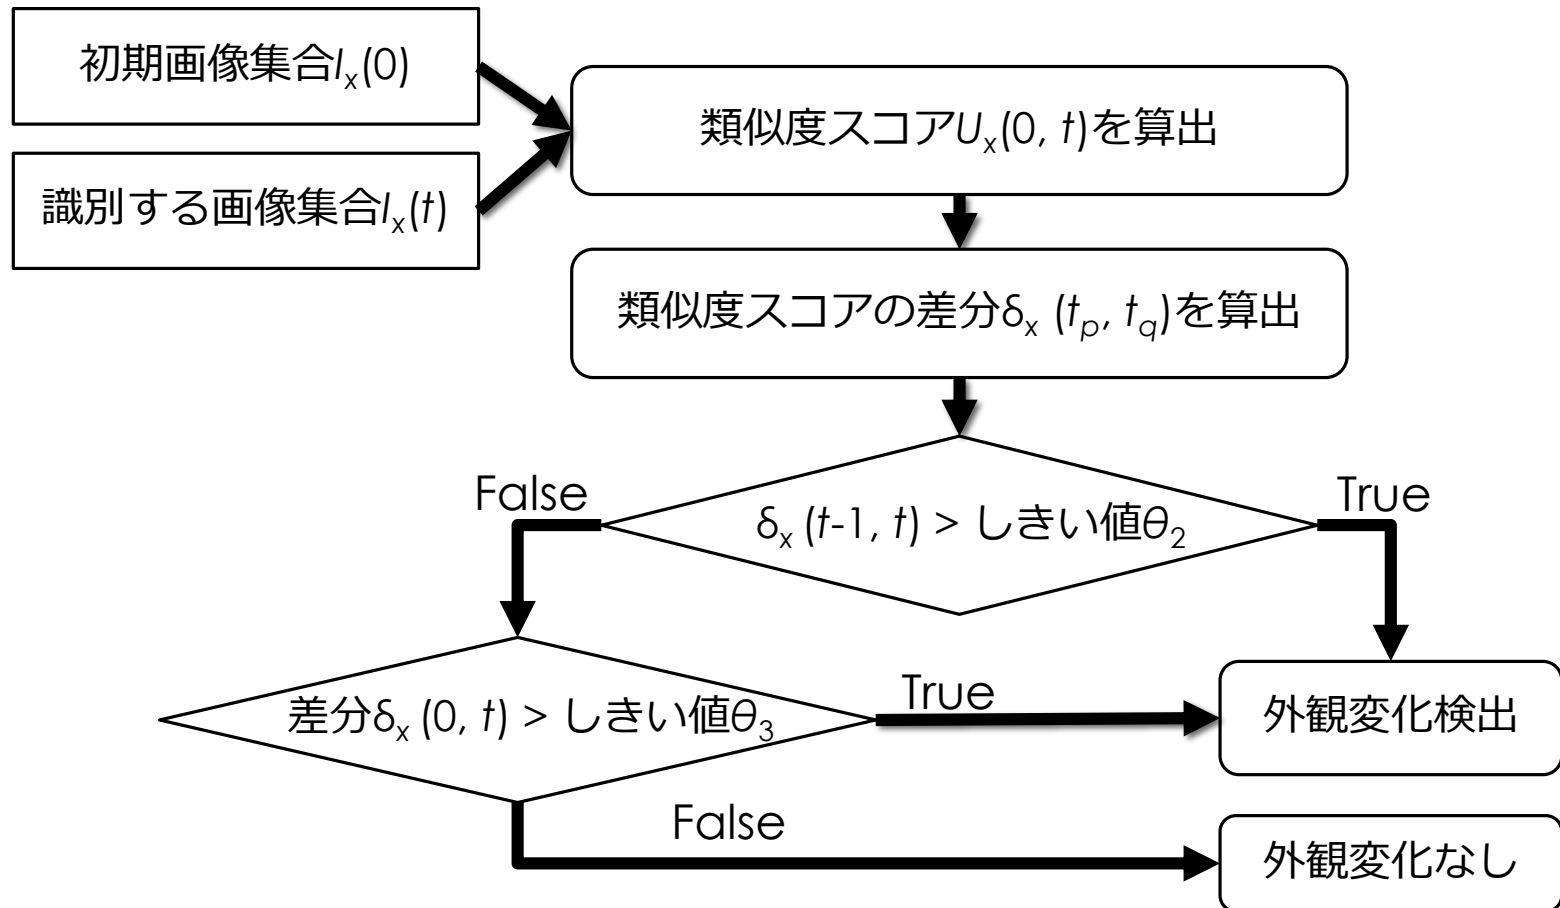 初期画像集合Ix(0)
識別する画像集合Ix(t)
類似度スコアUx(0, t)を算出
類似度スコアの差分δx (tp, tq)を算出
δx (t-1, t) > しきい値θ2
False
True
差分δx (0, t) > しきい値θ3
True
外観変化検出
False
外観変化なし